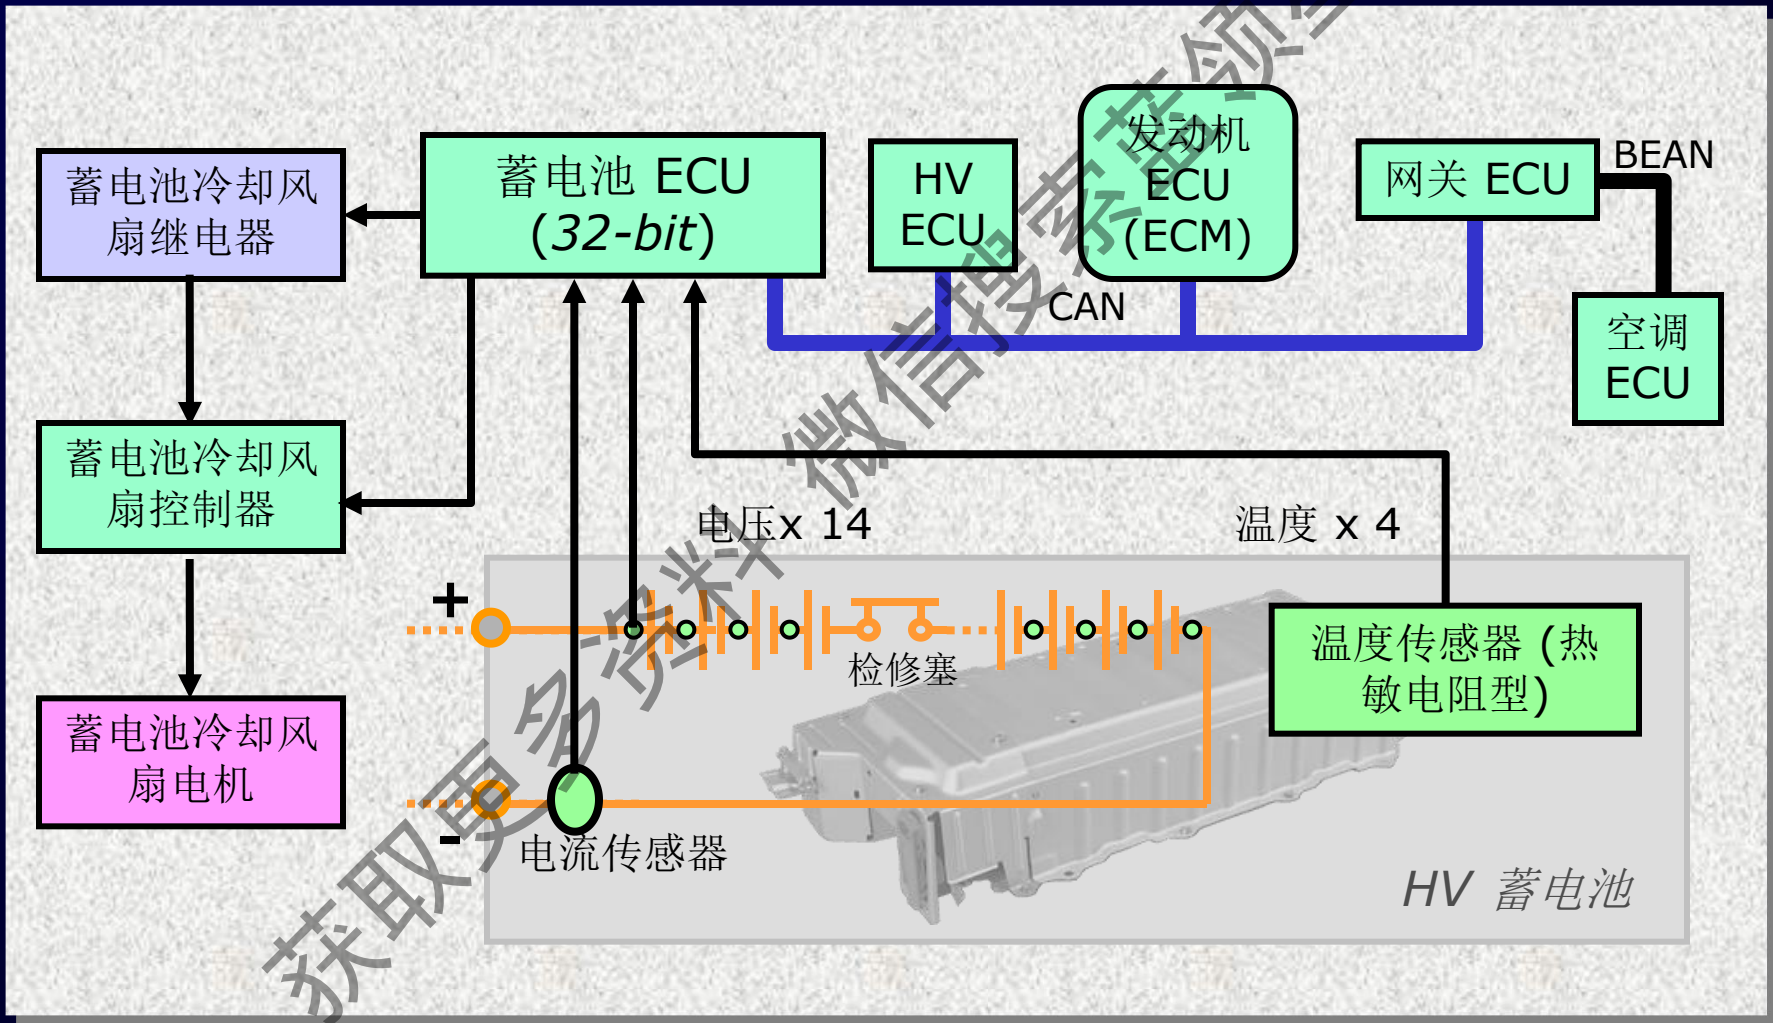 蓄电池冷却风
扇继电器
蓄电池 ECU
(32-bit)
HV
ECU
发动机
ECU
(ECM)
网关 ECU
BEAN
CAN
空调
ECU
蓄电池冷却风
扇控制器
电压x 14
温度 x 4
+
检修塞
温度传感器 (热
敏电阻型)
蓄电池冷却风
扇电机
-
电流传感器
HV 蓄电池
获取更多资料 微信搜索蓝领